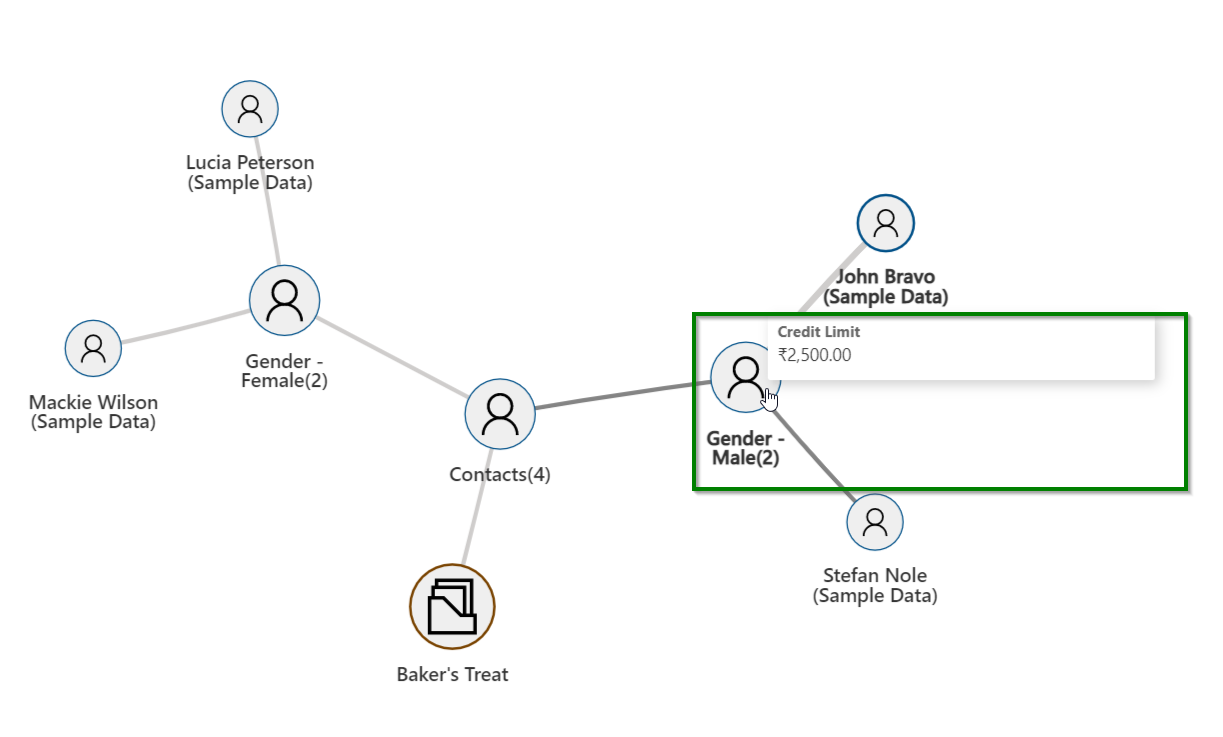 Lucia Peterson
(Sample Data)
John Bravo
(Sample Data)
Credit Limit
₹2,500.00
Gender -
Female(2)
Mackie Wilson
(Sample Data)
Gender -
Male(2)
Contacts(4)
Stefan Nole
(Sample Data)
Baker's Treat